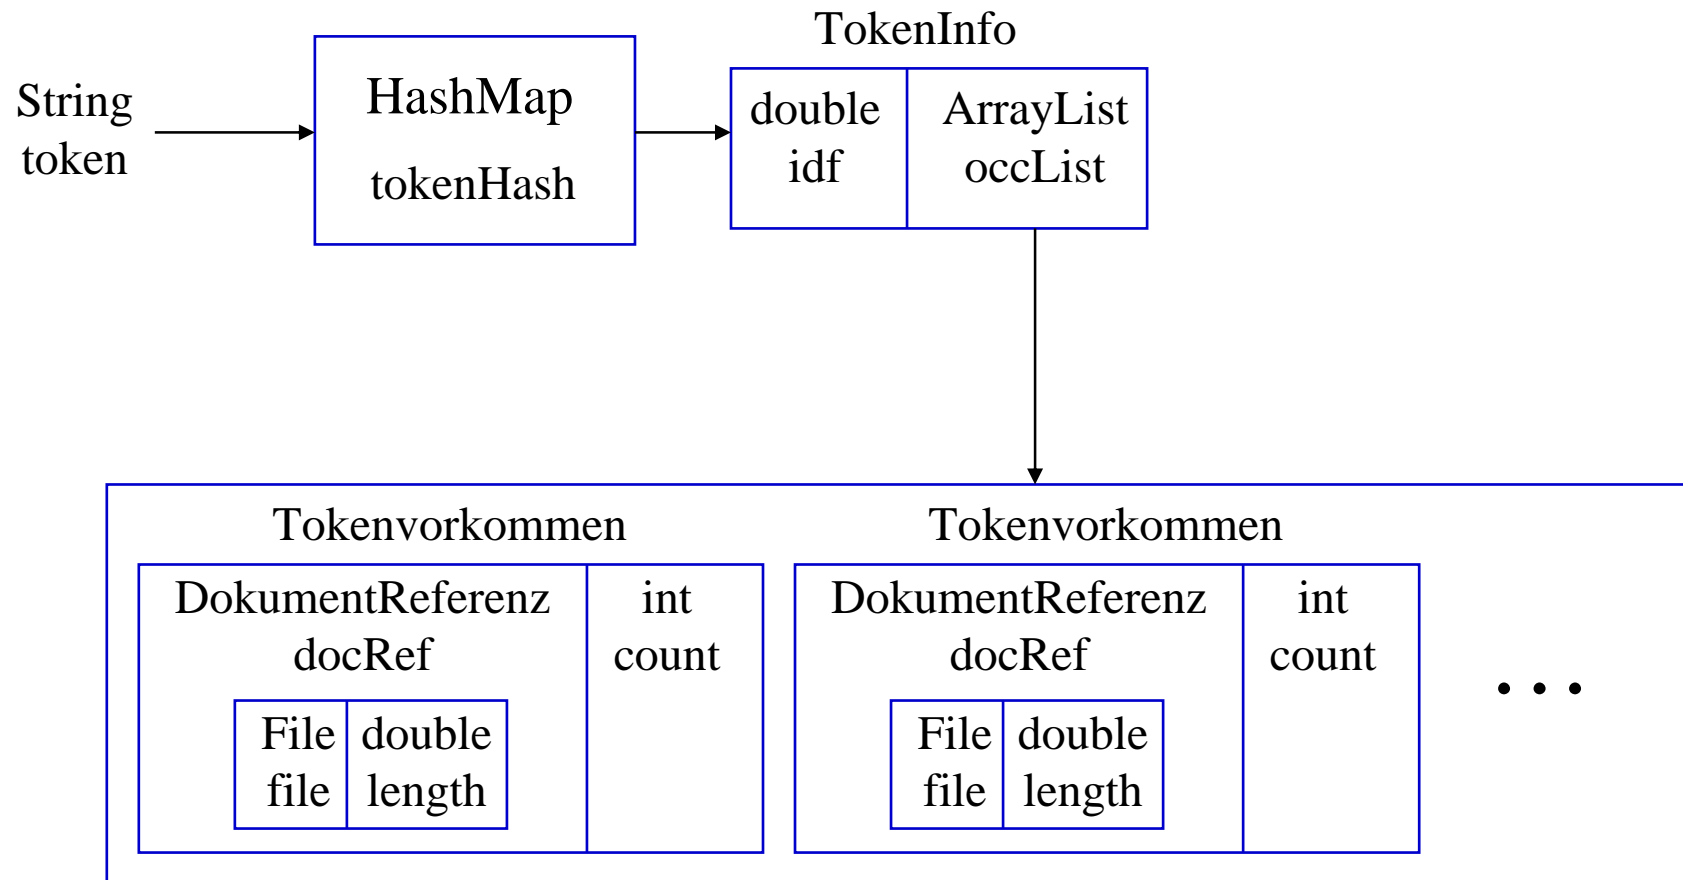 TokenInfo
String
token
HashMap
tokenHash
double
idf
ArrayList
occList
Tokenvorkommen
DokumentReferenz
docRef
int
count
File
file
double
length
Tokenvorkommen
DokumentReferenz
docRef
int
count
File
file
double
length
. . .